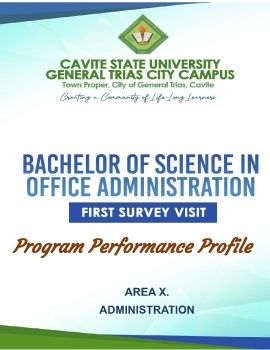 CAVITE STATE UNIVERSITY
GENERAL TRIAS CITY CAMPUS
Town Proper, City of General Trias, Cavite
Creating a Community of Life-Long Learners
BACHELOR OF SCIENCE IN
OFFICE ADMINISTRATION
FIRST SURVEY VISIT
Program Performance Profile
AREA X.
ADMINISTRATION